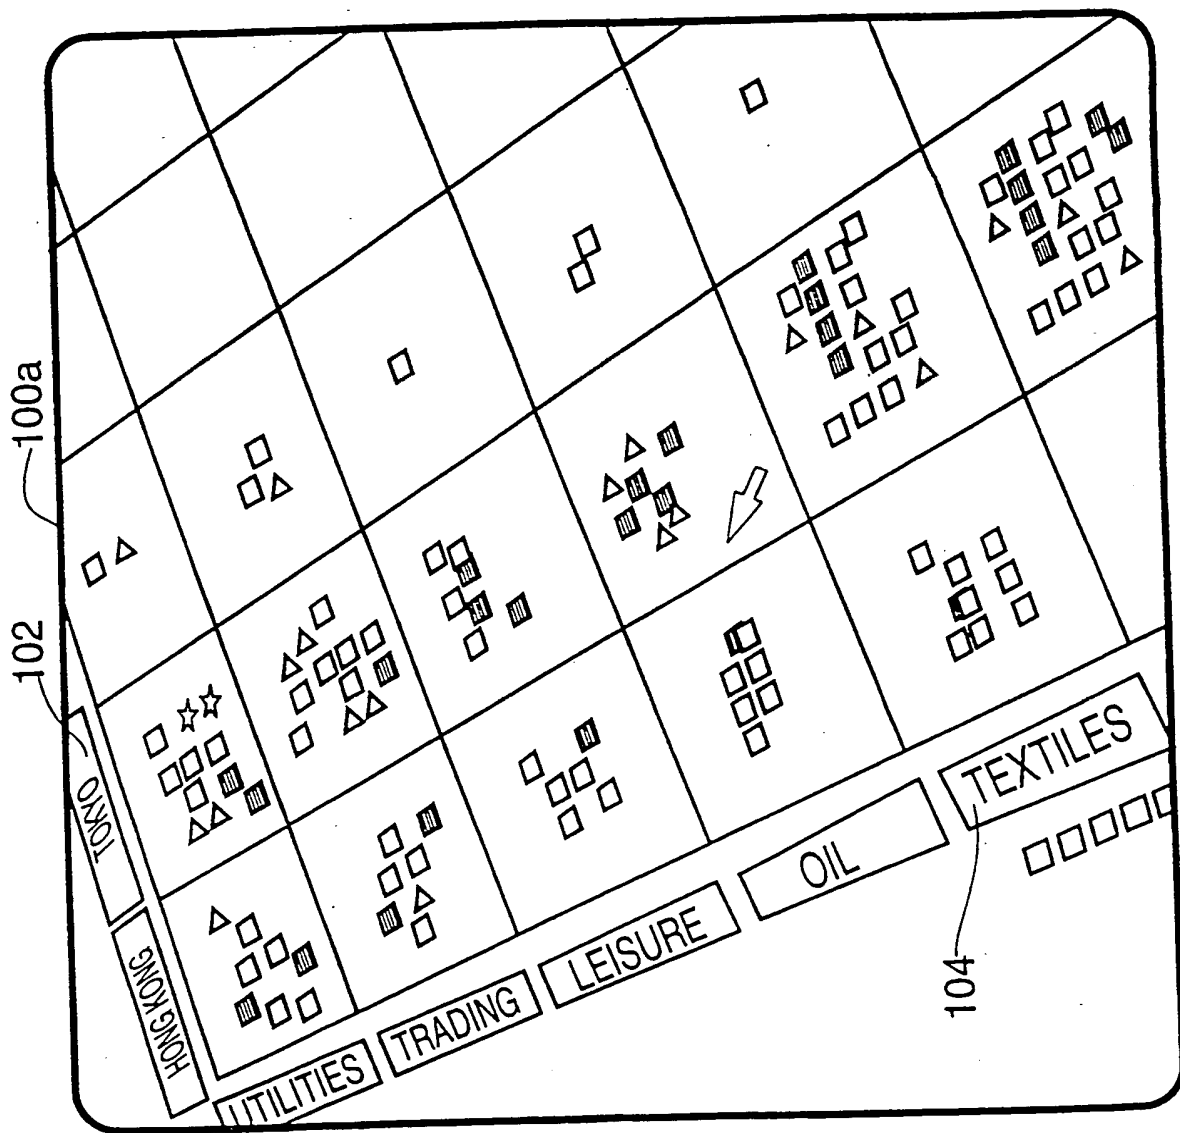 100a
102
TOKYO
HONG KONG
UTILITIES
TRADING
LEISURE
OIL
TEXTILES
104